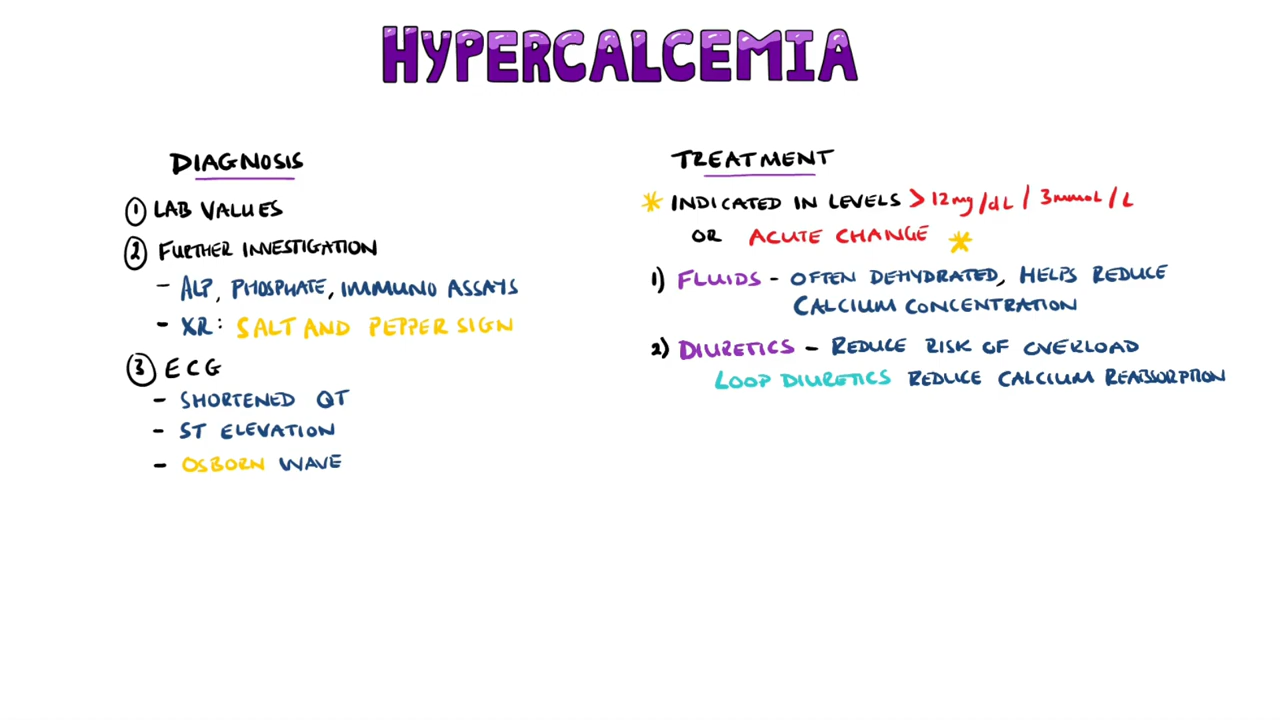 HYPERCALCEMIA
DIAGNOSIS
① LAB VALUES
② FURTHER INVESTIGATION
- ALP, PHOSPHATE, IMMUNO ASSAYS
- XR: SALT AND PEPPER SIGN
③ ECG
- SHORTENED QT
- ST ELEVATION
- OSBORN WAVE
TREATMENT
* INDICATED IN LEVELS > 12mg/dL / 3mmol/L
OR ACUTE CHANGE *
1) FLUIDS - OFTEN DEHYDRATED, HELPS REDUCE
CALCIUM CONCENTRATION
2) DIURETICS - REDUCE RISK OF OVERLOAD
LOOP DIURETICS REDUCE CALCIUM REABSORPTION